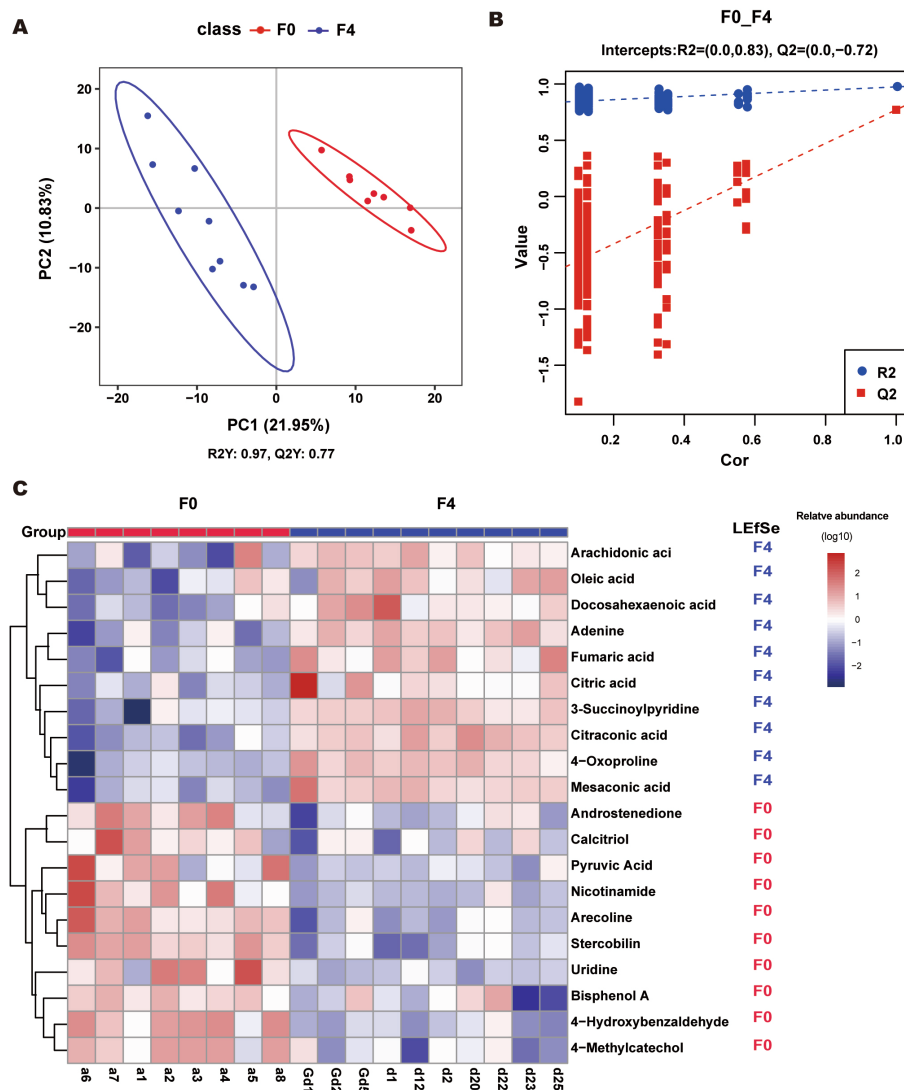 A
class F0 F4
20
10
0
−10
−20
PC2 (10.83%)
−20 −10 0 10 20
PC1 (21.95%)
R2Y: 0.97, Q2Y: 0.77
B
F0_F4
Intercepts:R2=(0.0,0.83), Q2=(0.0,−0.72)
1.0
0.5
0.0
−0.5
−1.0
−1.5
Value
R2
Q2
0.2 0.4 0.6 0.8 1.0
Cor
C
F0 F4
Group
LEfSe
Arachidonic aci F4
Oleic acid F4
Docosahexaenoic acid F4
Adenine F4
Fumaric acid F4
Citric acid F4
3−Succinoylpyridine F4
Citraconic acid F4
4−Oxoproline F4
Mesaconic acid F4
Androstenedione F0
Calcitriol F0
Pyruvic Acid F0
Nicotinamide F0
Arecoline F0
Stercobilin F0
Uridine F0
Bisphenol A F0
4−Hydroxybenzaldehyde F0
4−Methylcatechol F0
a6 a7 a1 a2 a3 a4 a5 a8 Gd1 Gd2 Gd5 d1 d12 d2 d20 d22 d23 d25
Relatve abundance
(log10)
2
1
0
−1
−2